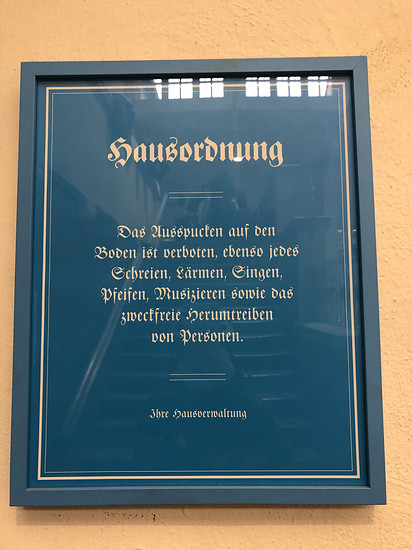 Hausordnung
Das Ausspucken auf den
Boden ist verboten, ebenso jedes
Schreien, Lärmen, Singen,
Pfeifen, Musizieren sowie das
zweckfreie Herumtreiben
von Personen.
Ihre Hausverwaltung